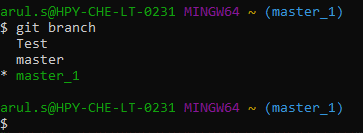 arul.s@HPY-CHE-LT-0231 MINGW64 ~ (master_1)
$ git branch
  Test
  master
* master_1

arul.s@HPY-CHE-LT-0231 MINGW64 ~ (master_1)
$